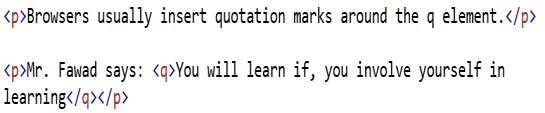 <p>Browsers usually insert quotation marks around the q element.</p>
<p>Mr. Fawad says: <q>You will learn if, you involve yourself in
learning</q></p>